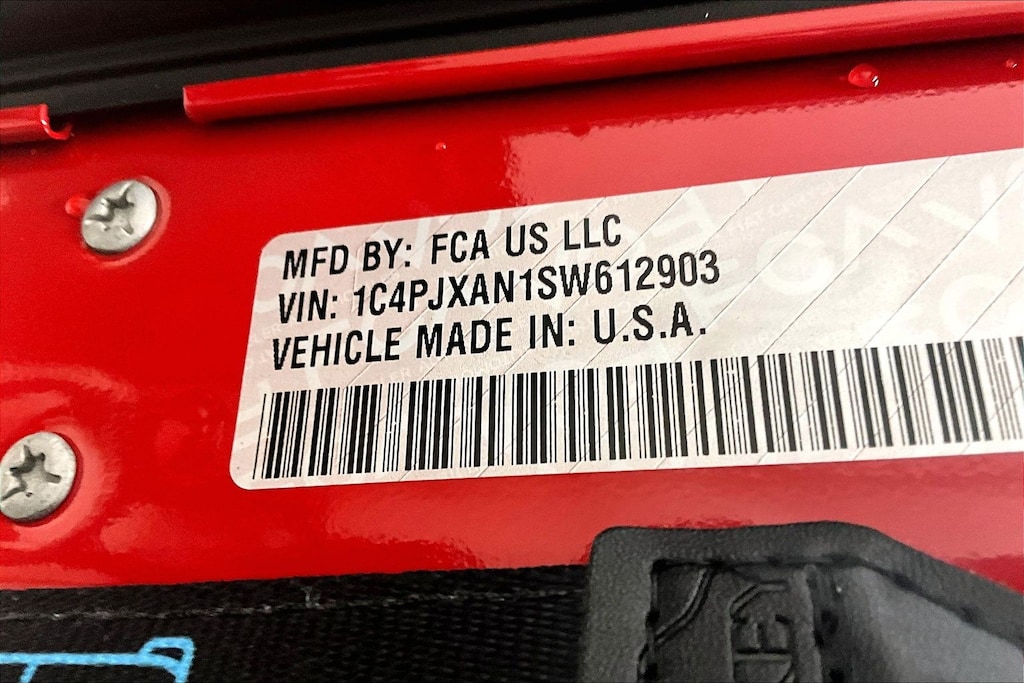 MFD BY: FCA US LLC
VIN: 1C4PJXAN1SW612903
VEHICLE MADE IN: U.S.A.